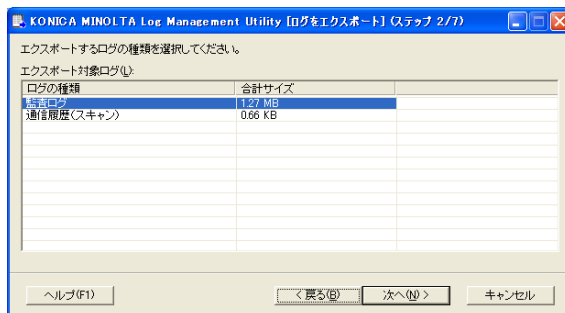 KONICA MINOLTA Log Management Utility [ログをエクスポート] (ステップ 2/7)
エクスポートするログの種類を選択してください。
エクスポート対象ログ(L):
ログの種類 合計サイズ
監査ログ 1.27 MB
通信履歴(スキャン) 0.66 KB
ヘルプ(F1) < 戻る(B) 次へ(N) > キャンセル